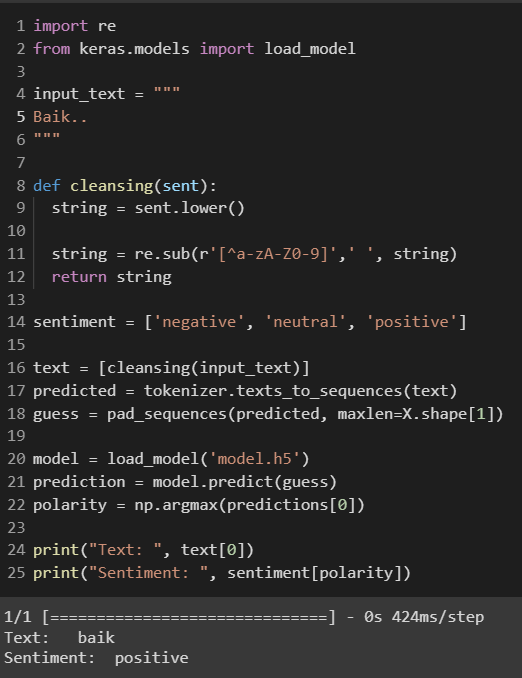 1 import re
2 from keras.models import load_model
3
4 input_text = """
5 Baik..
6 """
7
8 def cleansing(sent):
9   string = sent.lower()
10
11   string = re.sub(r'[^a-zA-Z0-9]',' ', string)
12   return string
13
14 sentiment = ['negative', 'neutral', 'positive']
15
16 text = [cleansing(input_text)]
17 predicted = tokenizer.texts_to_sequences(text)
18 guess = pad_sequences(predicted, maxlen=X.shape[1])
19
20 model = load_model('model.h5')
21 prediction = model.predict(guess)
22 polarity = np.argmax(predictions[0])
23
24 print("Text: ", text[0])
25 print("Sentiment: ", sentiment[polarity])
1/1 [==============================] - 0s 424ms/step
Text:   baik
Sentiment:  positive